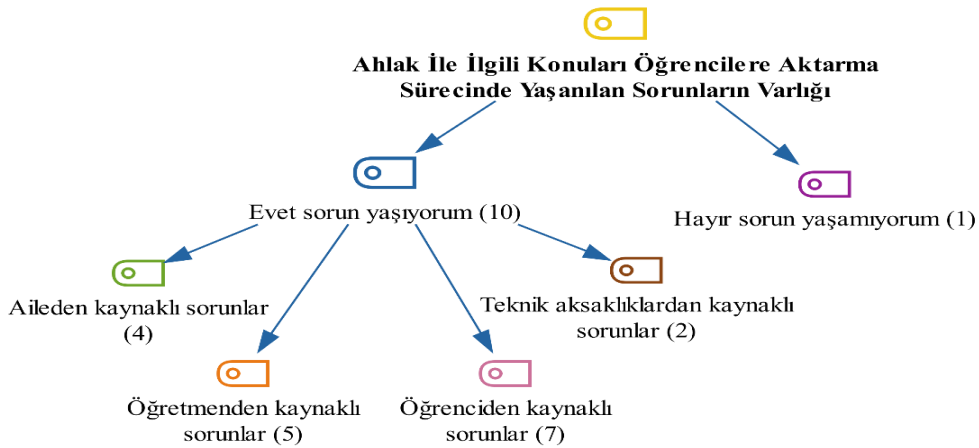 Ahlak İle İlgili Konuları Öğrencilere Aktarma
Sürecinde Yaşanılan Sorunların Varlığı
Evet sorun yaşıyorum (10)
Hayır sorun yaşamıyorum (1)
Aileden kaynaklı sorunlar
(4)
Teknik aksaklıklardan kaynaklı
sorunlar (2)
Öğretmenden kaynaklı
sorunlar (5)
Öğrenciden kaynaklı
sorunlar (7)